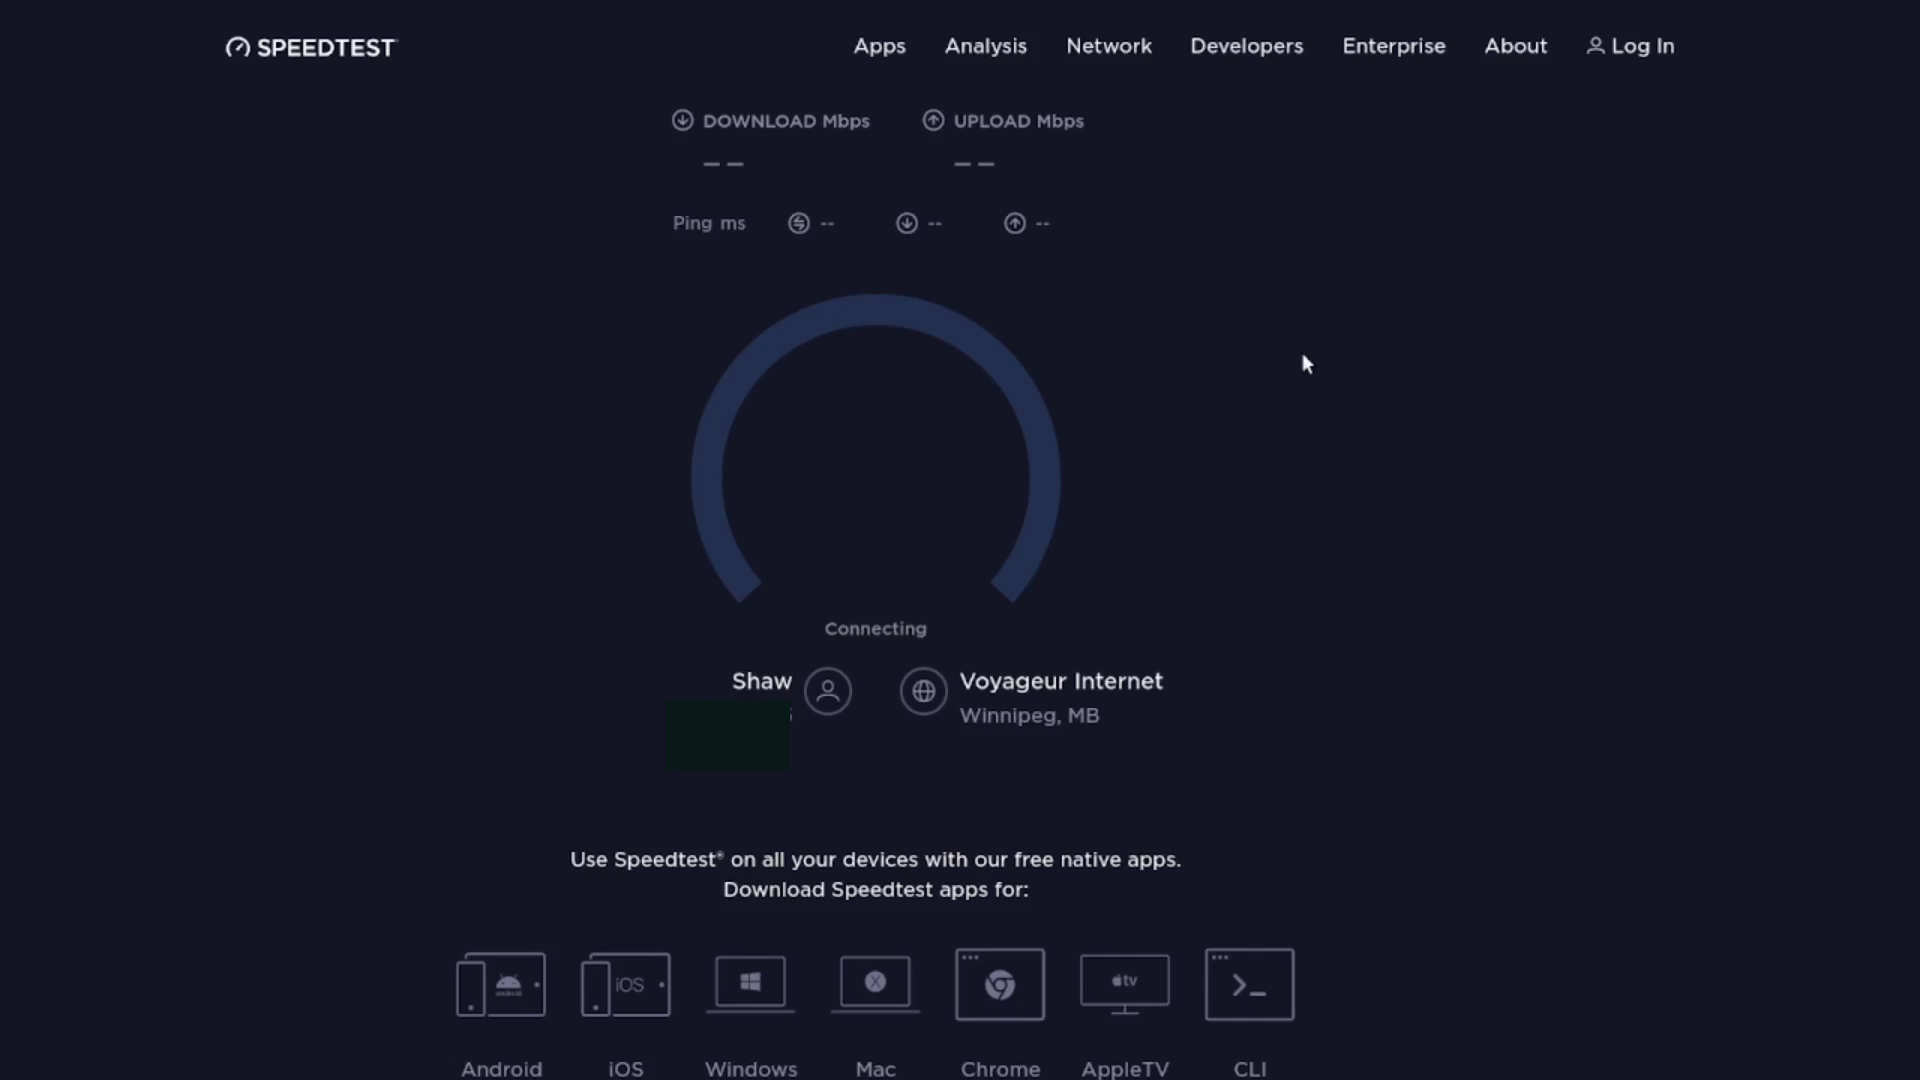 SPEEDTEST
Apps Analysis Network Developers Enterprise About Log In
DOWNLOAD Mbps UPLOAD Mbps
— — — —
Ping ms -- -- --
Connecting
Shaw Voyageur Internet
Winnipeg, MB
Use Speedtest® on all your devices with our free native apps.
Download Speedtest apps for:
android iOS X tv >_
Android iOS Windows Mac Chrome AppleTV CLI